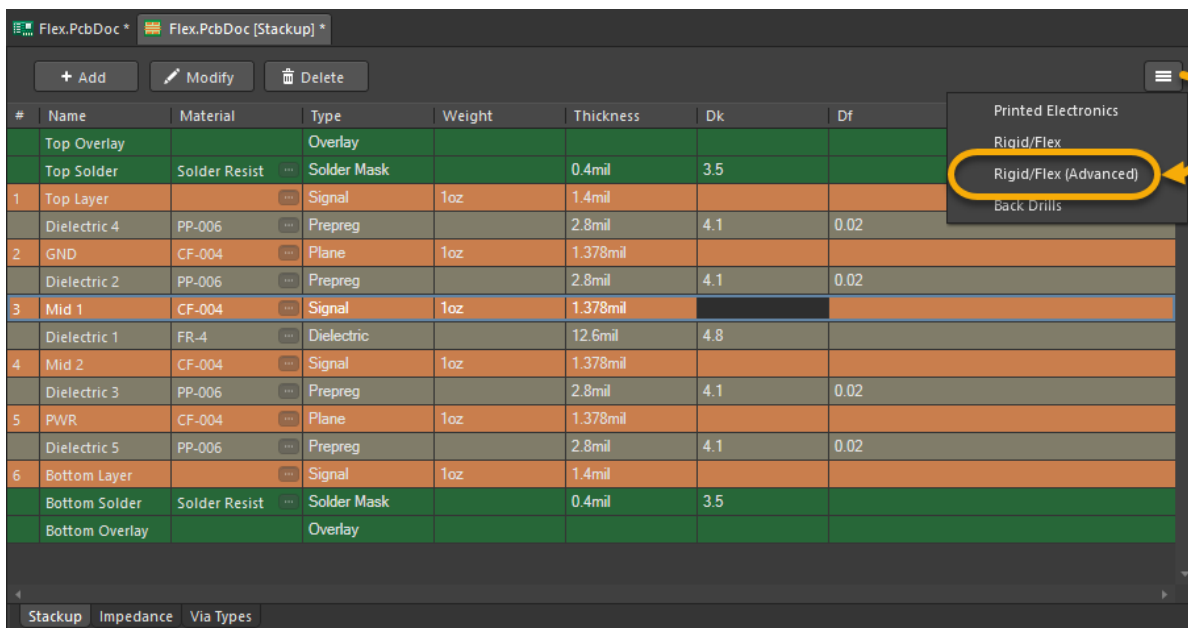 Flex.PcbDoc * Flex.PcbDoc [Stackup] *
+ Add Modify Delete
# Name Material Type Weight Thickness Dk Df
Printed Electronics
Rigid/Flex
Rigid/Flex (Advanced)
Back Drills
Top Overlay Overlay
Top Solder Solder Resist ... Solder Mask 0.4mil 3.5
1 Top Layer ... Signal 1oz 1.4mil
Dielectric 4 PP-006 ... Prepreg 2.8mil 4.1 0.02
2 GND CF-004 ... Plane 1oz 1.378mil
Dielectric 2 PP-006 ... Prepreg 2.8mil 4.1 0.02
3 Mid 1 CF-004 ... Signal 1oz 1.378mil
Dielectric 1 FR-4 ... Dielectric 12.6mil 4.8
4 Mid 2 CF-004 ... Signal 1oz 1.378mil
Dielectric 3 PP-006 ... Prepreg 2.8mil 4.1 0.02
5 PWR CF-004 ... Plane 1oz 1.378mil
Dielectric 5 PP-006 ... Prepreg 2.8mil 4.1 0.02
6 Bottom Layer ... Signal 1oz 1.4mil
Bottom Solder Solder Resist ... Solder Mask 0.4mil 3.5
Bottom Overlay Overlay
Stackup Impedance Via Types